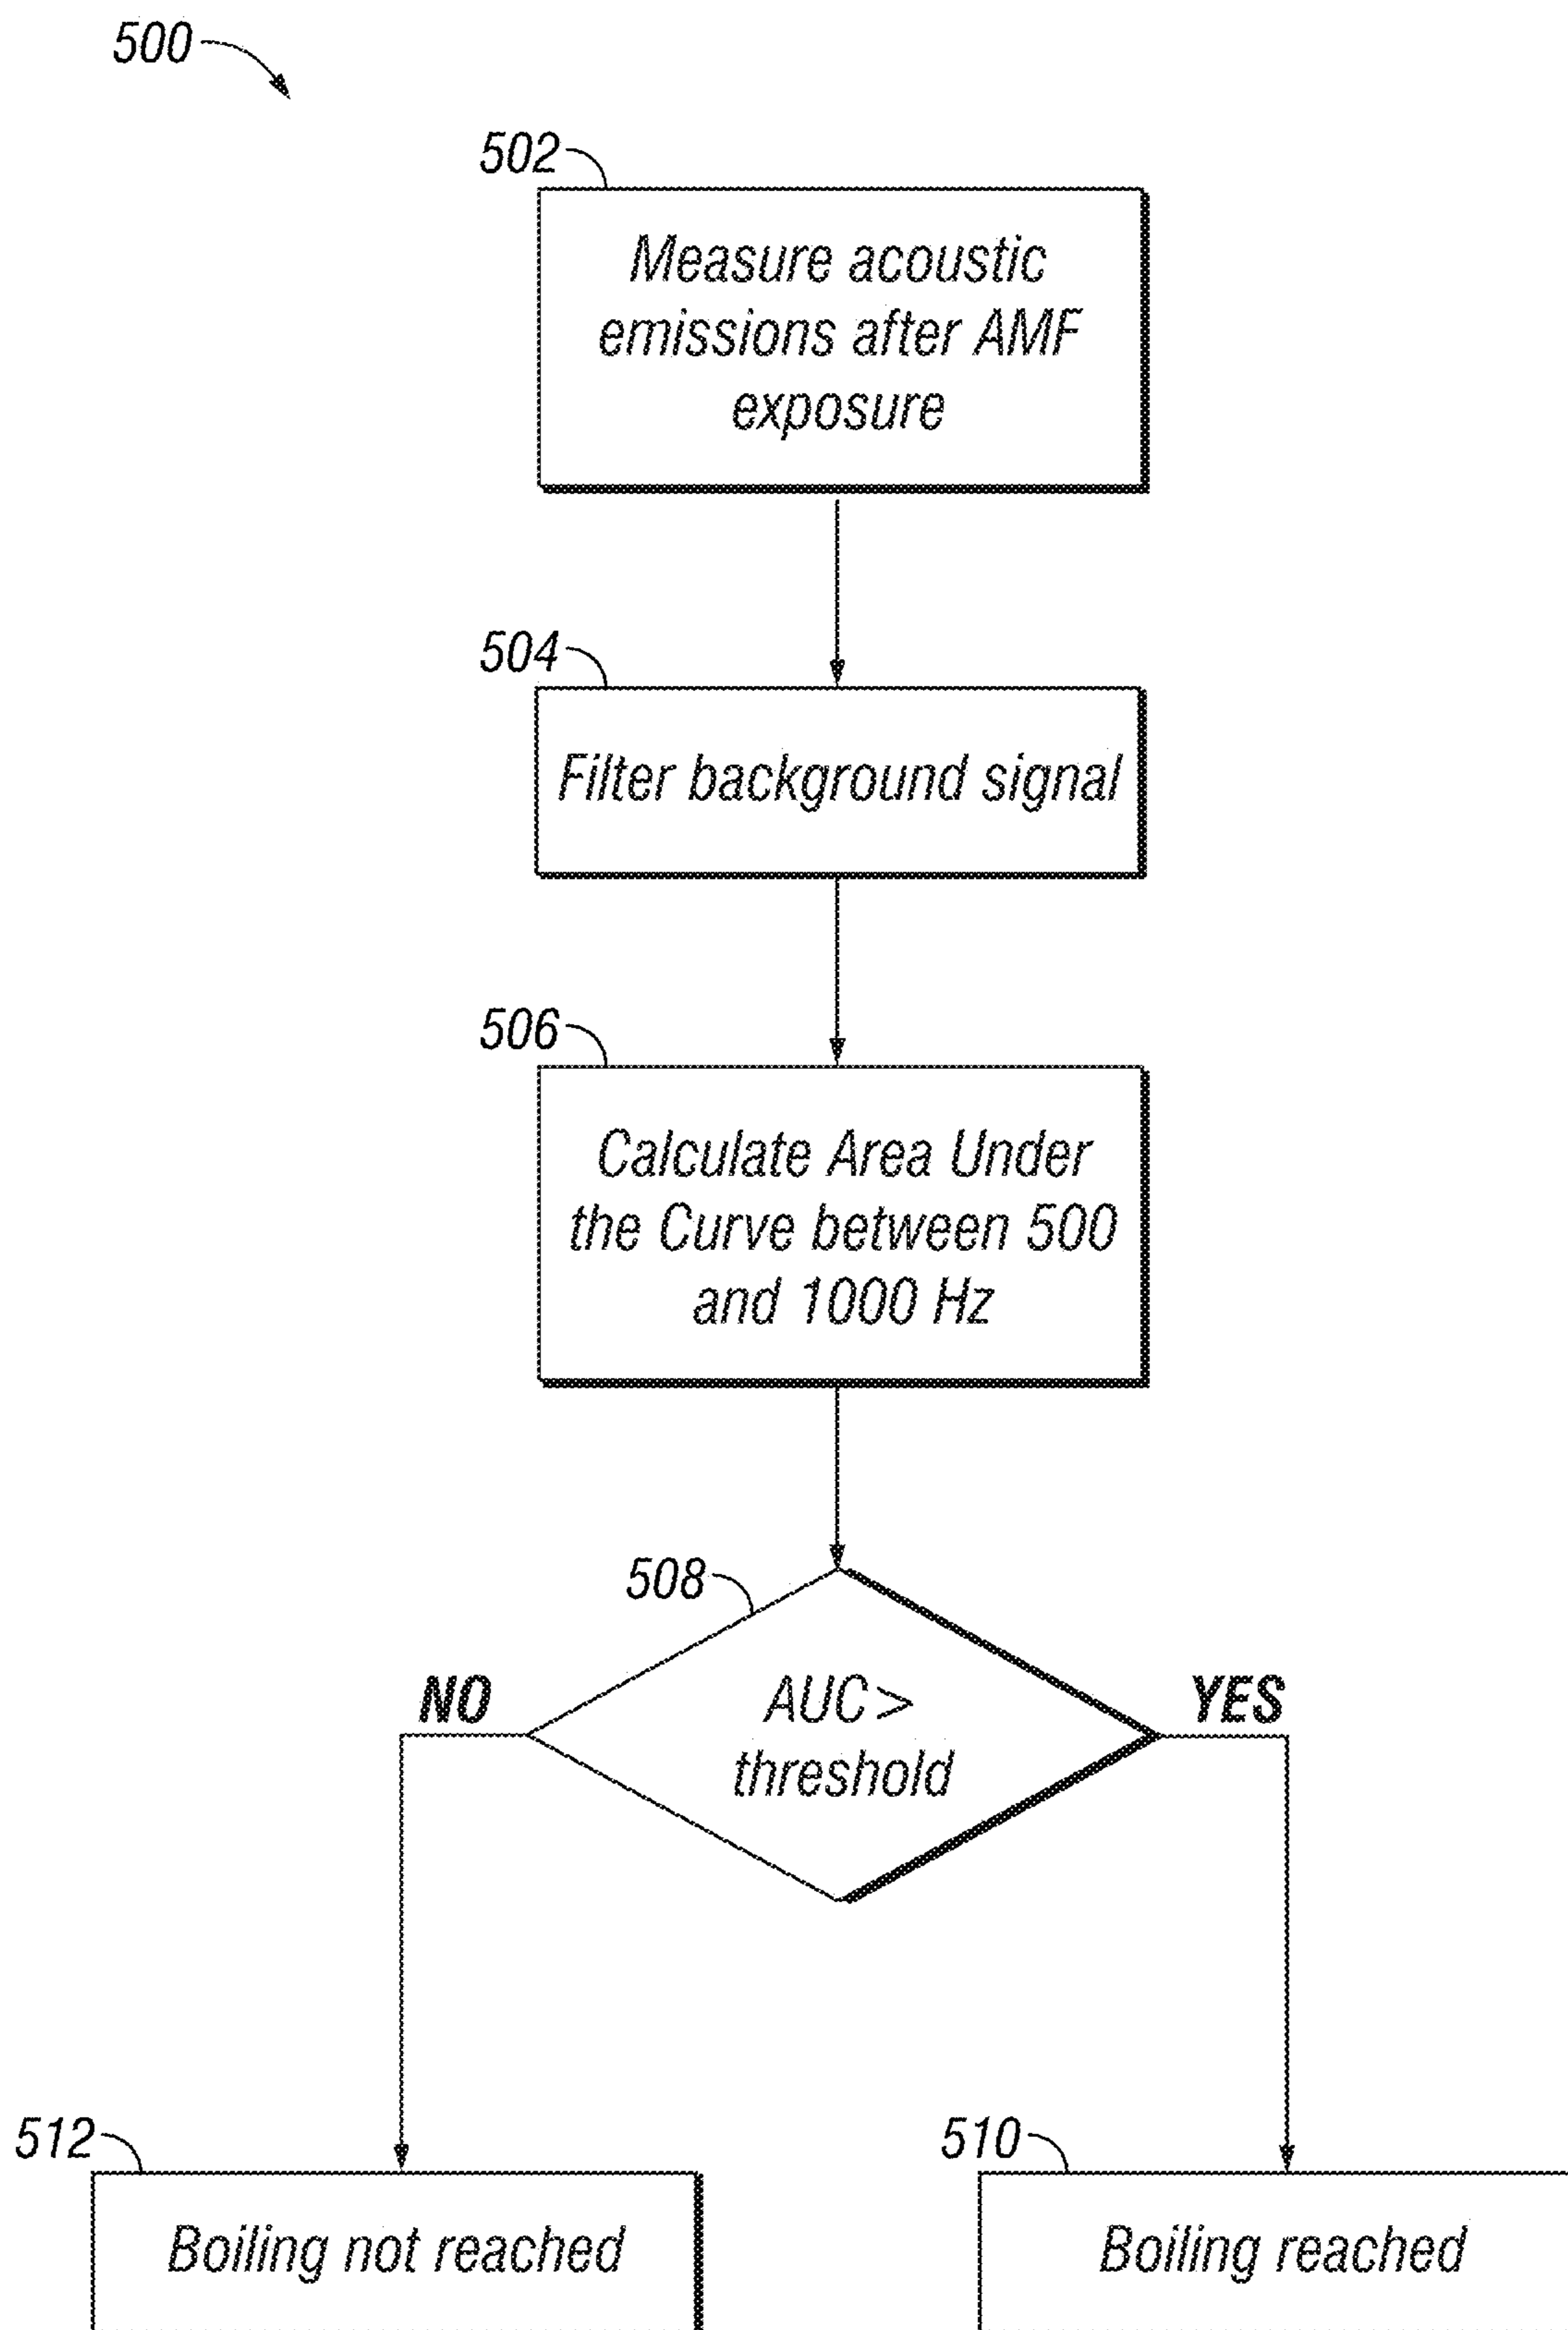 500
502
Measure acoustic
emissions after AMF
exposure
504
Filter background signal
506
Calculate Area Under
the Curve between 500
and 1000 Hz
508
AUC >
threshold
NO
YES
512
Boiling not reached
510
Boiling reached